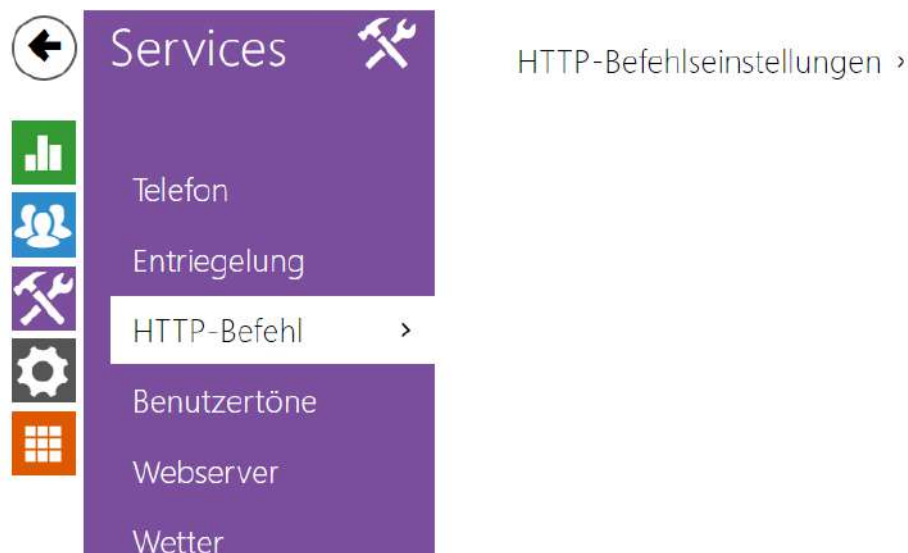 Services
HTTP-Befehlseinstellungen ›
Telefon
Entriegelung
HTTP-Befehl ›
Benutzertöne
Webserver
Wetter